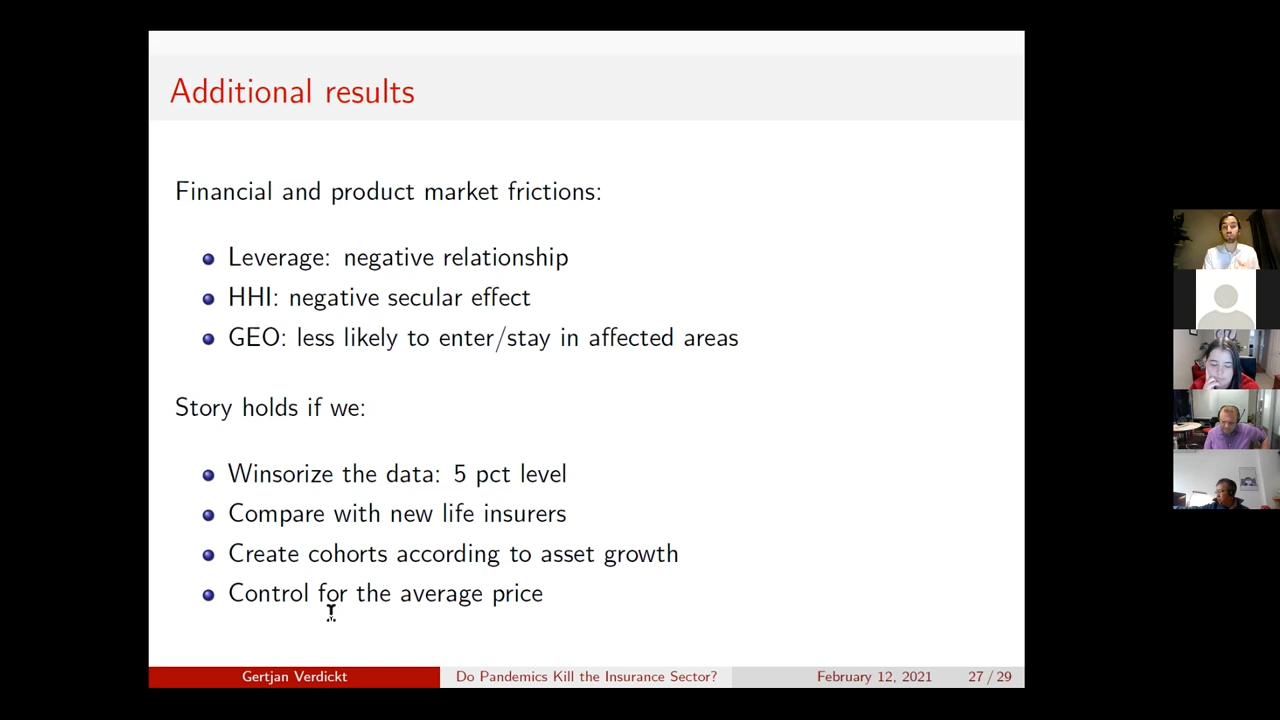 Additional results
Financial and product market frictions:
Leverage: negative relationship
HHI: negative secular effect
GEO: less likely to enter/stay in affected areas
Story holds if we:
Winsorize the data: 5 pct level
Compare with new life insurers
Create cohorts according to asset growth
Control for the average price
Gertjan Verdickt Do Pandemics Kill the Insurance Sector? February 12, 2021 27 / 29